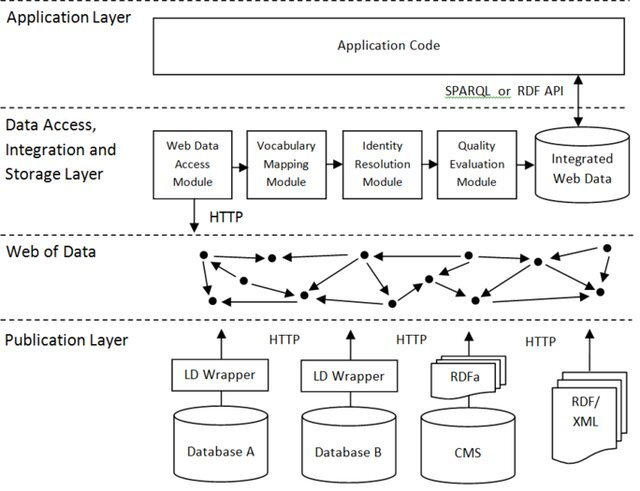 Application Layer
Application Code
SPARQL or RDF API
Data Access,
Integration and
Storage Layer
Web Data
Access
Module
Vocabulary
Mapping
Module
Identity
Resolution
Module
Quality
Evaluation
Module
Integrated
Web Data
HTTP
Web of Data
Publication Layer
HTTP
HTTP
HTTP
LD Wrapper
LD Wrapper
RDFa
RDF/
XML
Database A
Database B
CMS